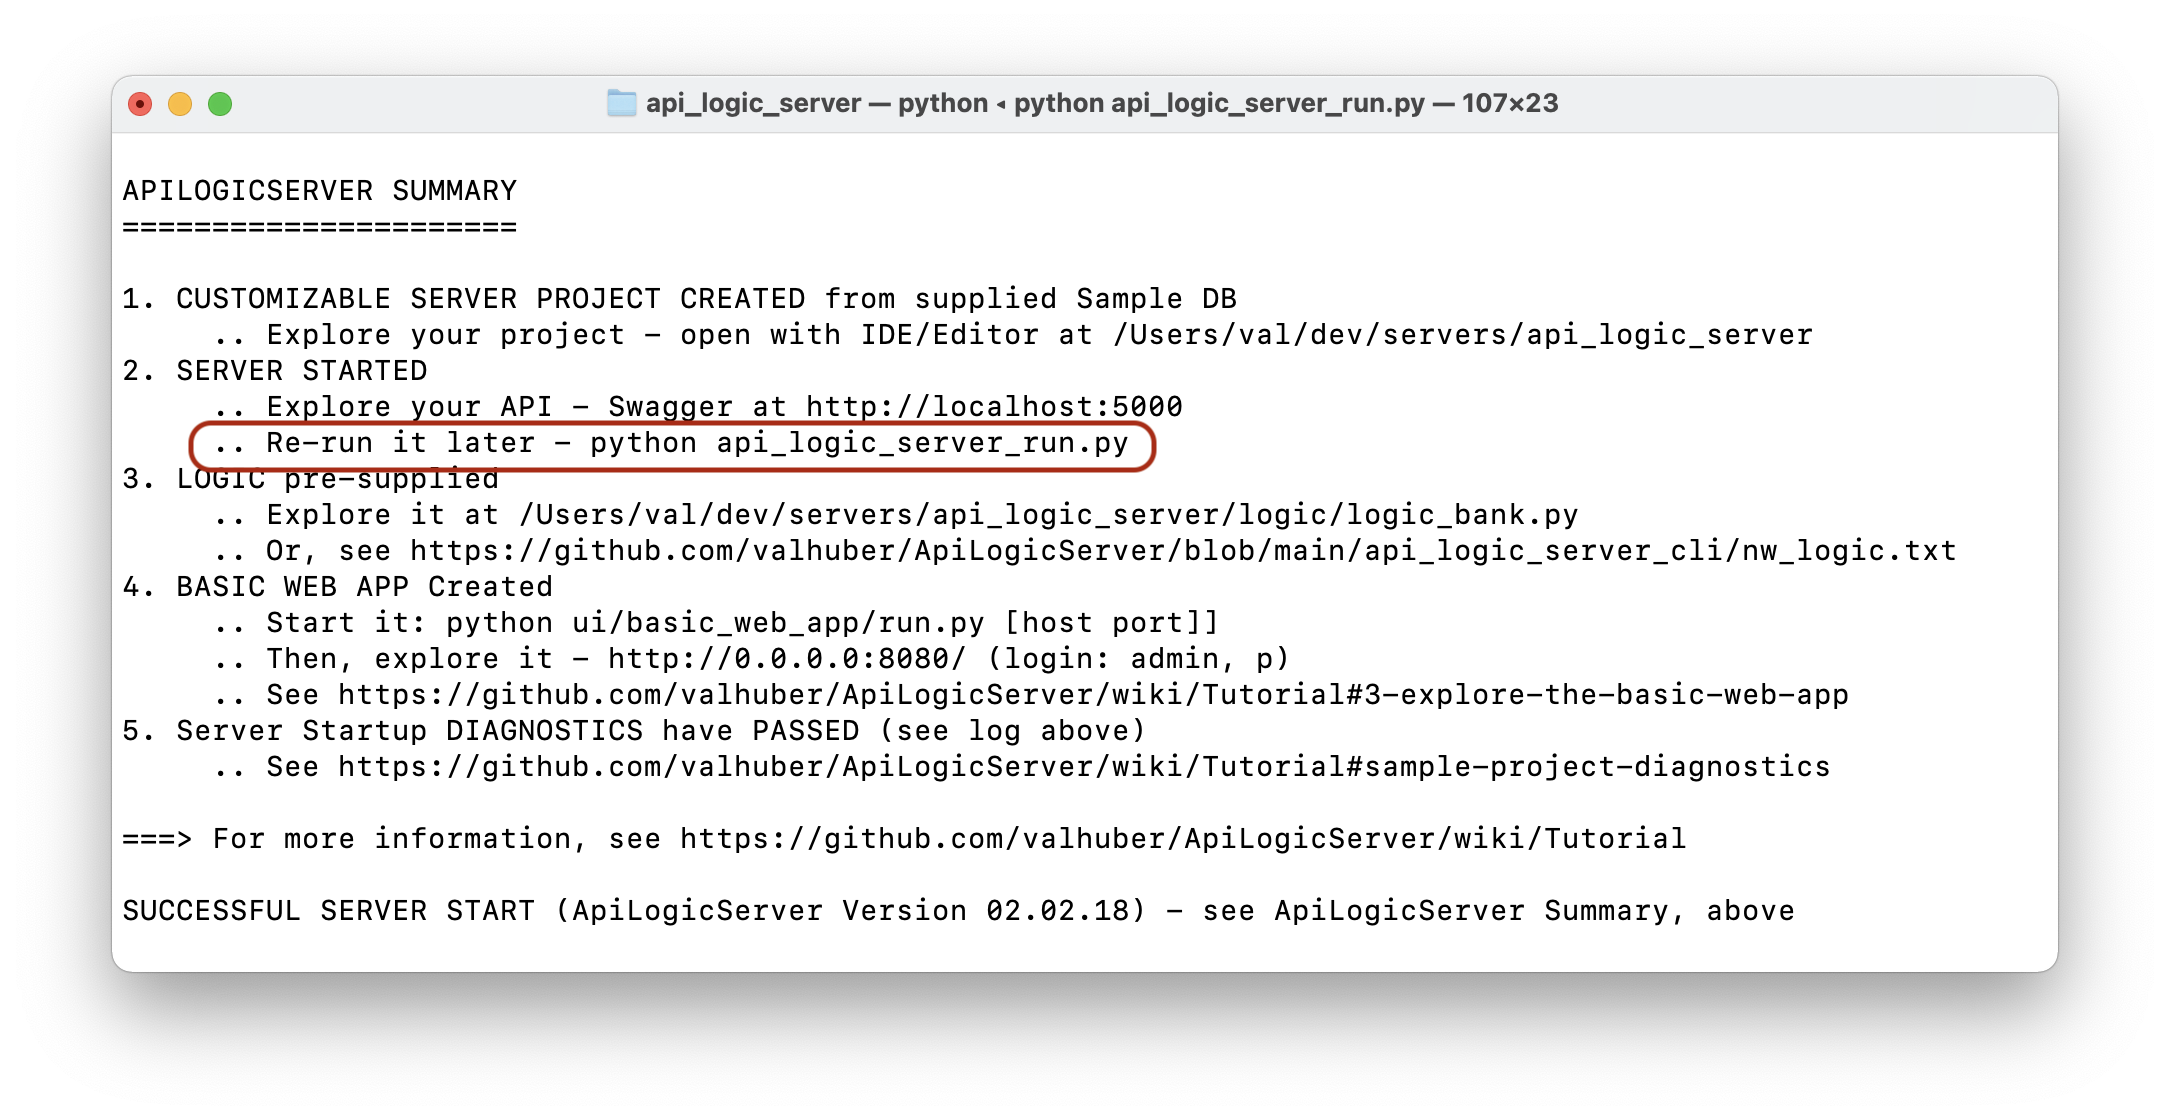 api_logic_server — python ◂ python api_logic_server_run.py — 107×23
APILOGICSERVER SUMMARY
======================
1. CUSTOMIZABLE SERVER PROJECT CREATED from supplied Sample DB
.. Explore your project - open with IDE/Editor at /Users/val/dev/servers/api_logic_server
2. SERVER STARTED
.. Explore your API - Swagger at http://localhost:5000
.. Re-run it later - python api_logic_server_run.py
3. LOGIC pre-supplied
.. Explore it at /Users/val/dev/servers/api_logic_server/logic/logic_bank.py
.. Or, see https://github.com/valhuber/ApiLogicServer/blob/main/api_logic_server_cli/nw_logic.txt
4. BASIC WEB APP Created
.. Start it: python ui/basic_web_app/run.py [host port]]
.. Then, explore it - http://0.0.0.0:8080/ (login: admin, p)
.. See https://github.com/valhuber/ApiLogicServer/wiki/Tutorial#3-explore-the-basic-web-app
5. Server Startup DIAGNOSTICS have PASSED (see log above)
.. See https://github.com/valhuber/ApiLogicServer/wiki/Tutorial#sample-project-diagnostics
===> For more information, see https://github.com/valhuber/ApiLogicServer/wiki/Tutorial
SUCCESSFUL SERVER START (ApiLogicServer Version 02.02.18) - see ApiLogicServer Summary, above